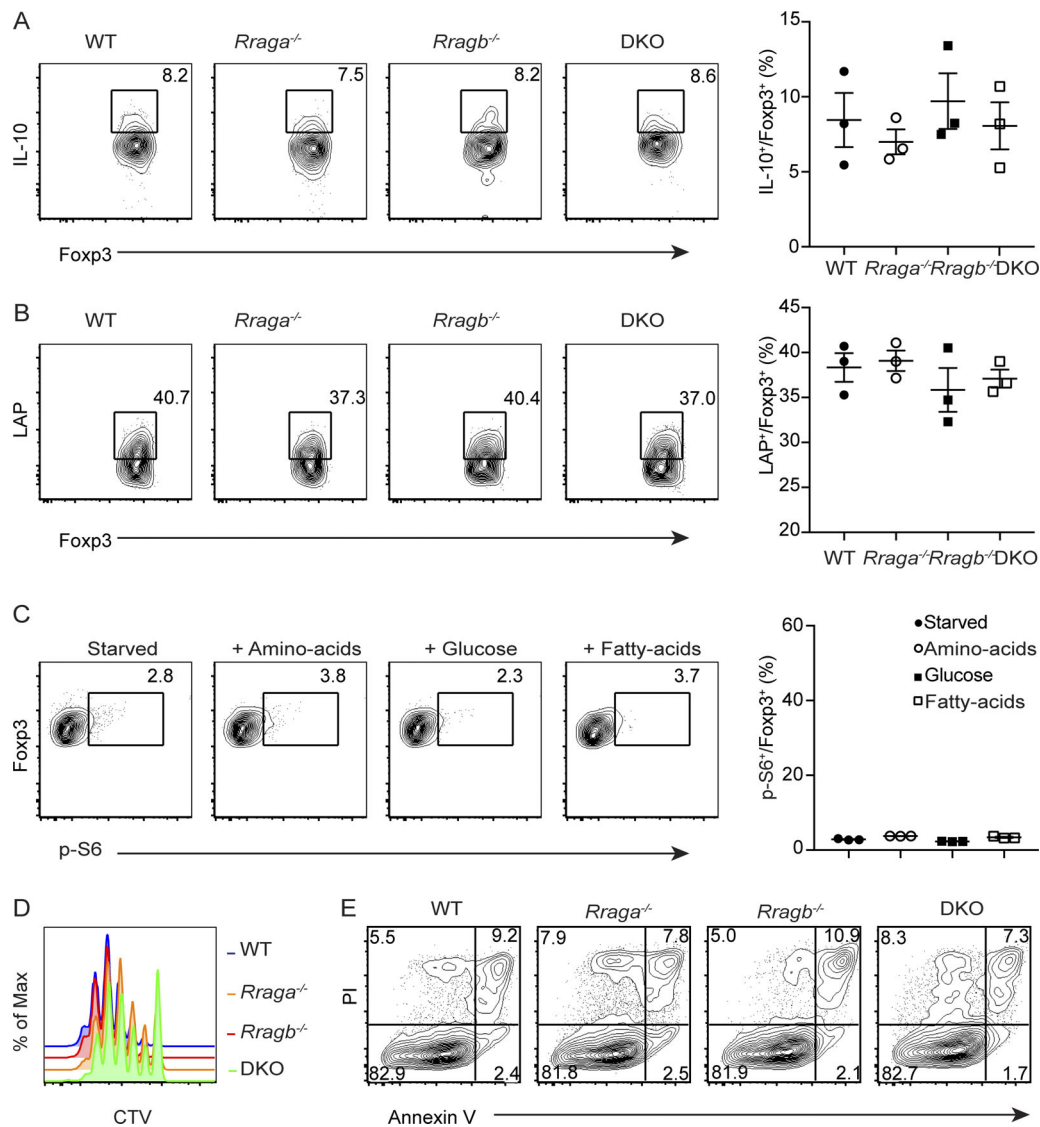 A
WT Rraga-/- Rragb-/- DKO
8.2 7.5 8.2 8.6
IL-10
Foxp3
IL-10+/Foxp3+ (%)
15
10
5
0
WT Rraga-/- Rragb-/- DKO
B
WT Rraga-/- Rragb-/- DKO
40.7 37.3 40.4 37.0
LAP
Foxp3
LAP+/Foxp3+ (%)
45
40
35
30
25
20
WT Rraga-/- Rragb-/- DKO
C
Starved + Amino-acids + Glucose + Fatty-acids
2.8 3.8 2.3 3.7
Foxp3
p-S6
p-S6+/Foxp3+ (%)
60
40
20
0
Starved
Amino-acids
Glucose
Fatty-acids
D
% of Max
CTV
WT
Rraga-/-
Rragb-/-
DKO
E
WT Rraga-/- Rragb-/- DKO
5.5 9.2 7.9 7.8 5.0 10.9 8.3 7.3
PI
82.9 2.4 81.8 2.5 81.9 2.1 82.7 1.7
Annexin V